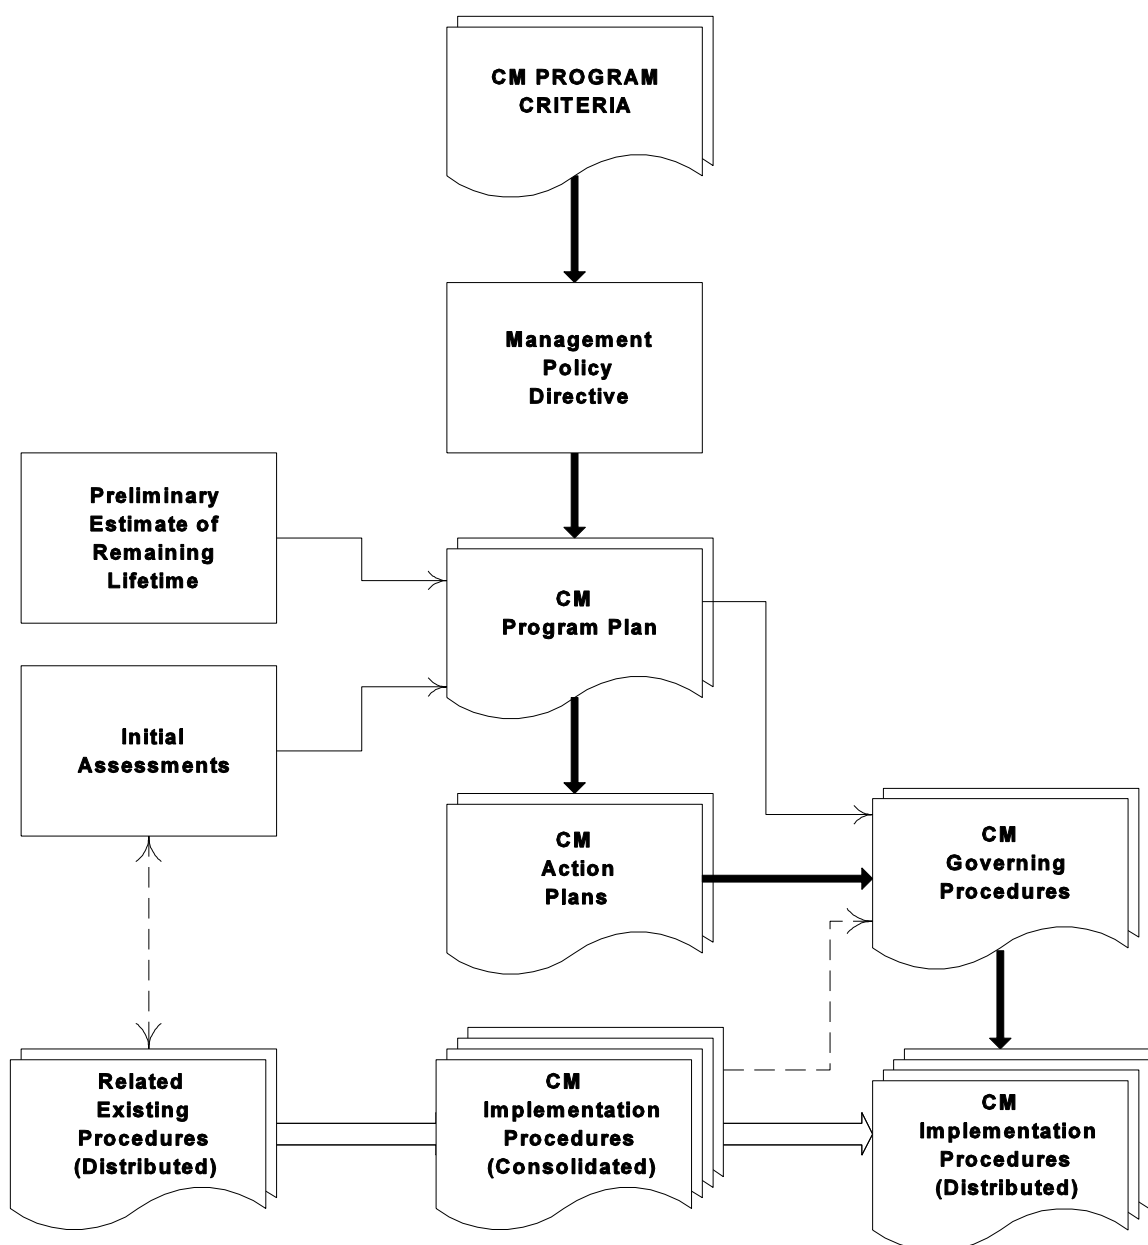 CM PROGRAM
CRITERIA
Management
Policy
Directive
Preliminary
Estimate of
Remaining
Lifetime
CM
Program Plan
Initial
Assessments
CM
Action
Plans
CM
Governing
Procedures
Related
Existing
Procedures
(Distributed)
CM
Implementation
Procedures
(Consolidated)
CM
Implementation
Procedures
(Distributed)